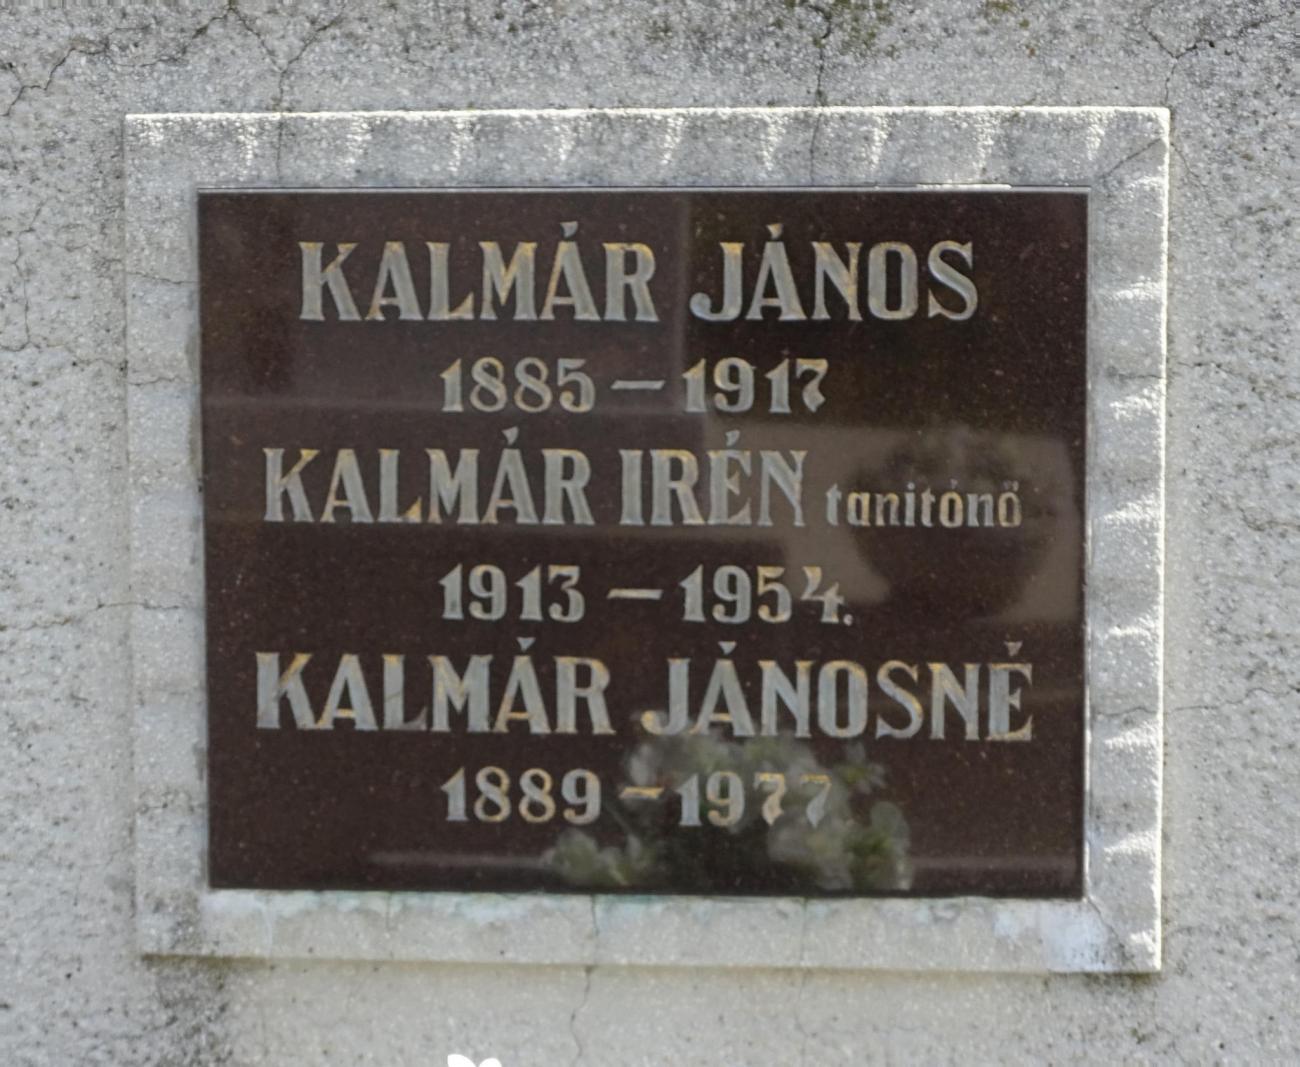 KALMÁR JÁNOS
1885 – 1917
KALMÁR IRÉN tanitónő
1913 – 1954.
KALMÁR JÁNOSNÉ
1889 – 1977